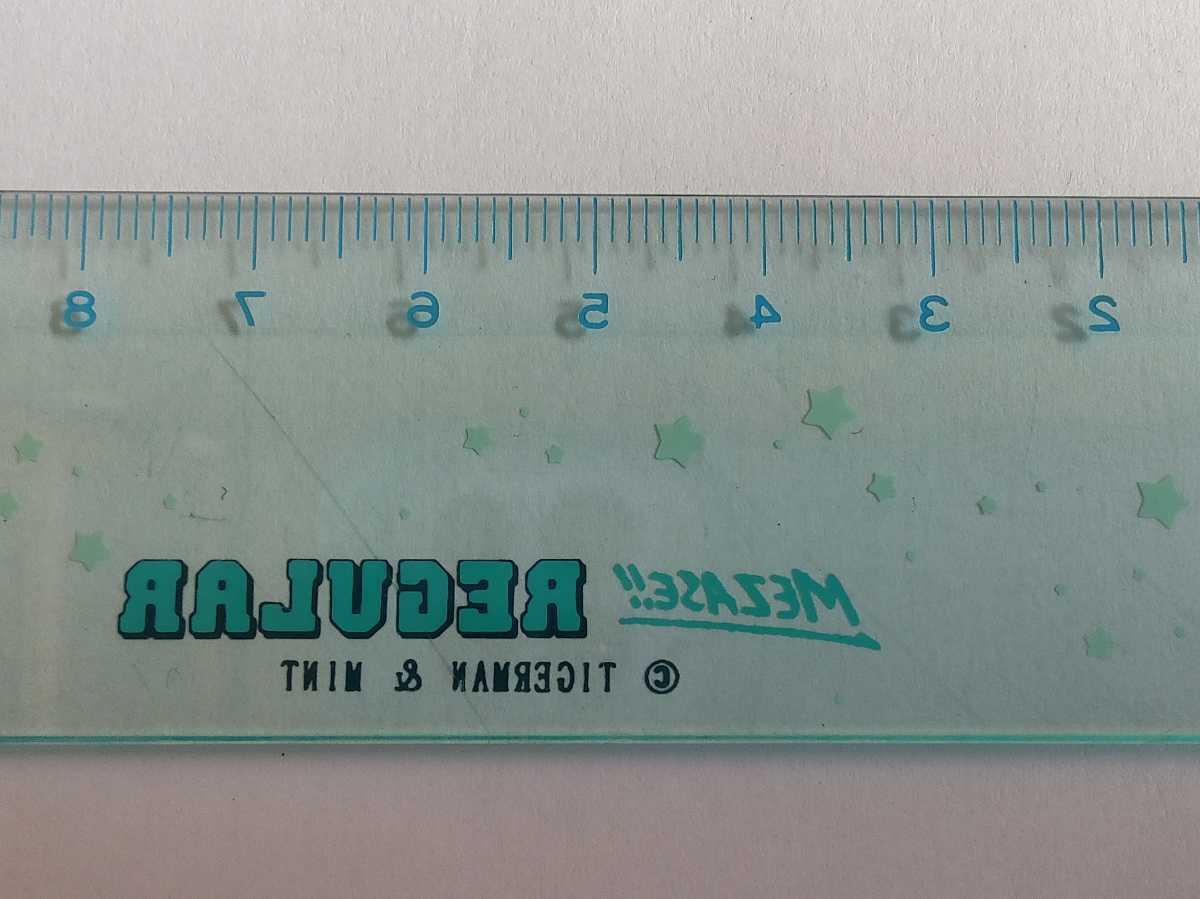 2 3 4 5 6 7 8
MEZASE!! REGULAR
© TIGERMAN & MINT